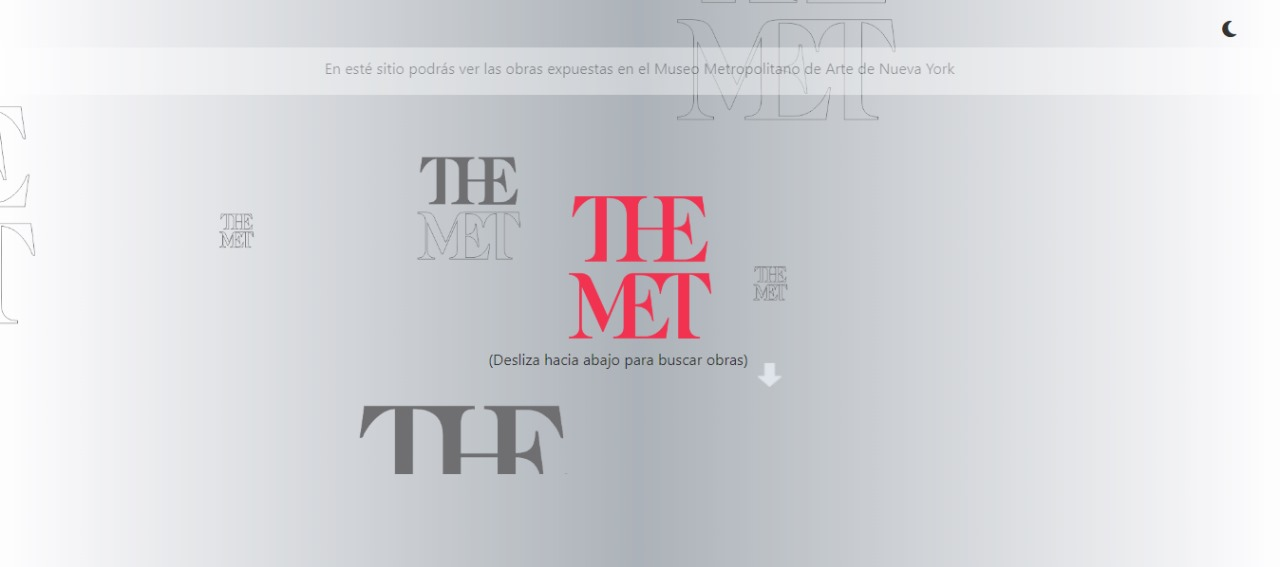 THE
MET
En esté sitio podrás ver las obras expuestas en el Museo Metropolitano de Arte de Nueva York
THE
MET
THE
MET
THE
MET
THE
MET
(Desliza hacia abajo para buscar obras)
THE